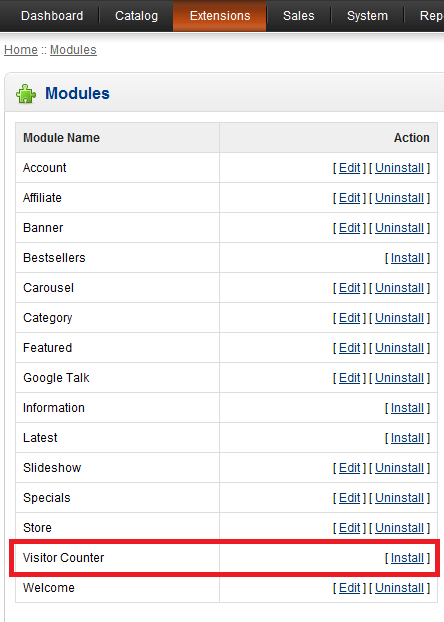 Dashboard Catalog Extensions Sales System Rep
Home :: Modules
Modules
Module Name Action
Account [ Edit ] [ Uninstall ]
Affiliate [ Edit ] [ Uninstall ]
Banner [ Edit ] [ Uninstall ]
Bestsellers [ Install ]
Carousel [ Edit ] [ Uninstall ]
Category [ Edit ] [ Uninstall ]
Featured [ Edit ] [ Uninstall ]
Google Talk [ Edit ] [ Uninstall ]
Information [ Install ]
Latest [ Install ]
Slideshow [ Edit ] [ Uninstall ]
Specials [ Edit ] [ Uninstall ]
Store [ Edit ] [ Uninstall ]
Visitor Counter [ Install ]
Welcome [ Edit ] [ Uninstall ]